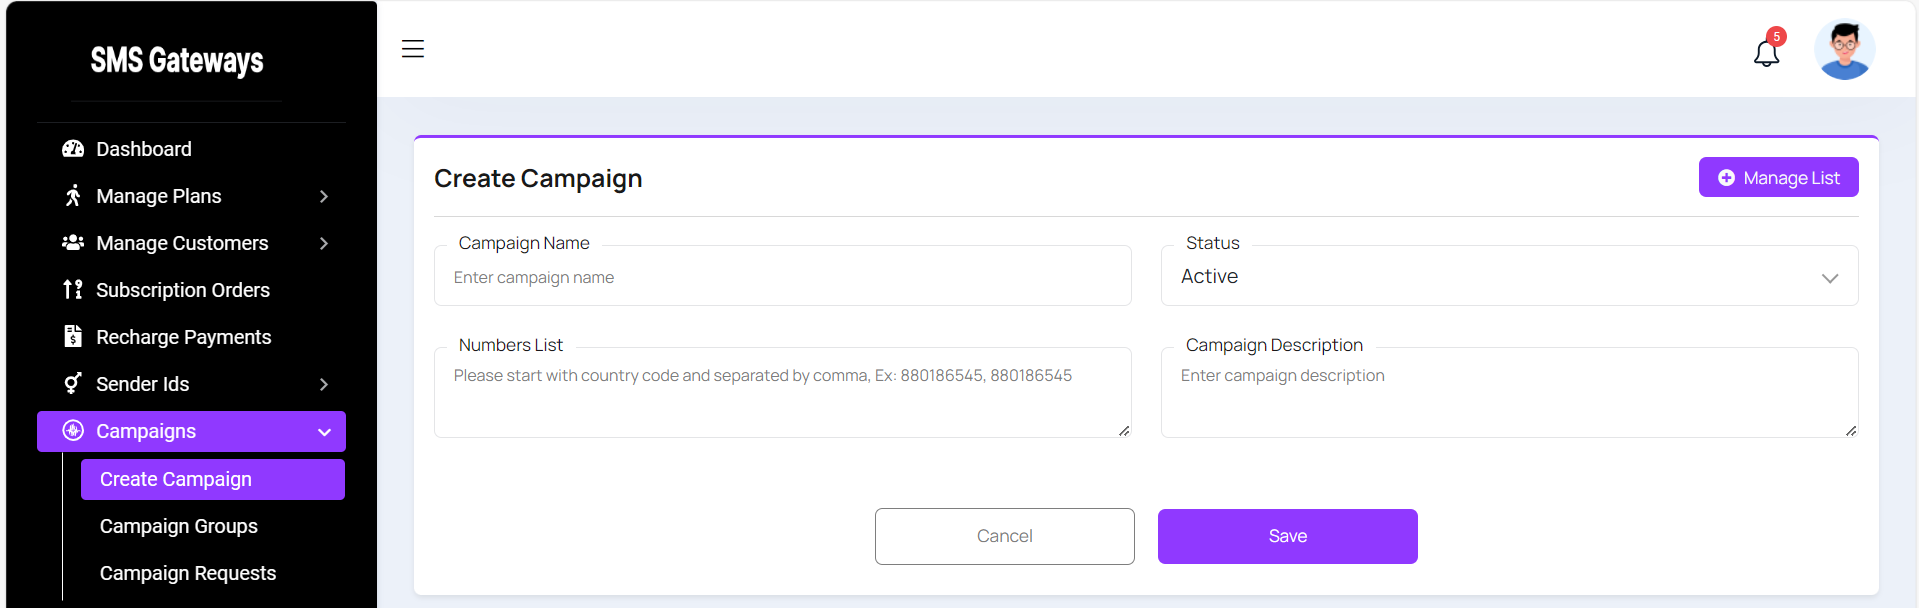 SMS Gateways
Dashboard
Manage Plans
Manage Customers
Subscription Orders
Recharge Payments
Sender Ids
Campaigns
Create Campaign
Campaign Groups
Campaign Requests
5
Create Campaign
Manage List
Campaign Name
Enter campaign name
Status
Active
Numbers List
Please start with country code and separated by comma, Ex: 880186545, 880186545
Campaign Description
Enter campaign description
Cancel
Save